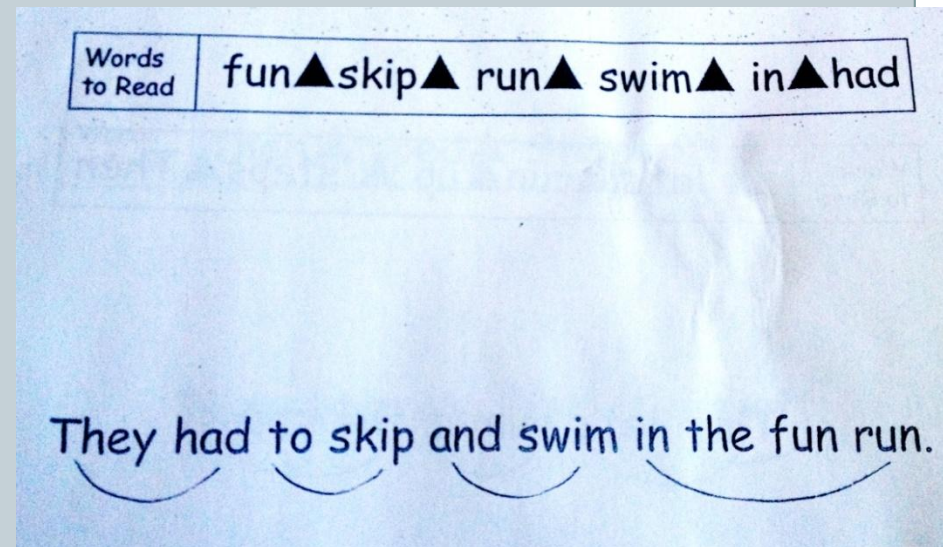 Words
to Read
fun▲skip▲ run▲ swim▲ in▲had
They had to skip and swim in the fun run.